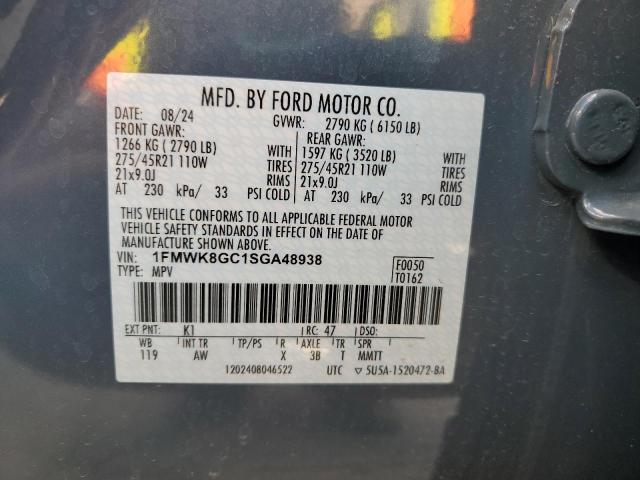 MFD. BY FORD MOTOR CO.
DATE: 08/24 GVWR: 2790 KG ( 6150 LB)
FRONT GAWR: REAR GAWR:
1266 KG ( 2790 LB) WITH 1597 KG ( 3520 LB) WITH
275/45R21 110W TIRES 275/45R21 110W TIRES
21x9.0J RIMS 21x9.0J RIMS
AT 230 kPa/ 33 PSI COLD AT 230 kPa/ 33 PSI COLD
THIS VEHICLE CONFORMS TO ALL APPLICABLE FEDERAL MOTOR
VEHICLE SAFETY STANDARDS IN EFFECT ON THE DATE OF
MANUFACTURE SHOWN ABOVE.
VIN: 1FMWK8GC1SGA48938 F0050
TYPE: MPV T0162
EXT PNT: K1 RC: 47 DSO:
WB INT TR TP/PS R AXLE TR SPR
119 AW X 3B T MMTT
1202408046522 UTC ▽ 5U5A-1520472-BA